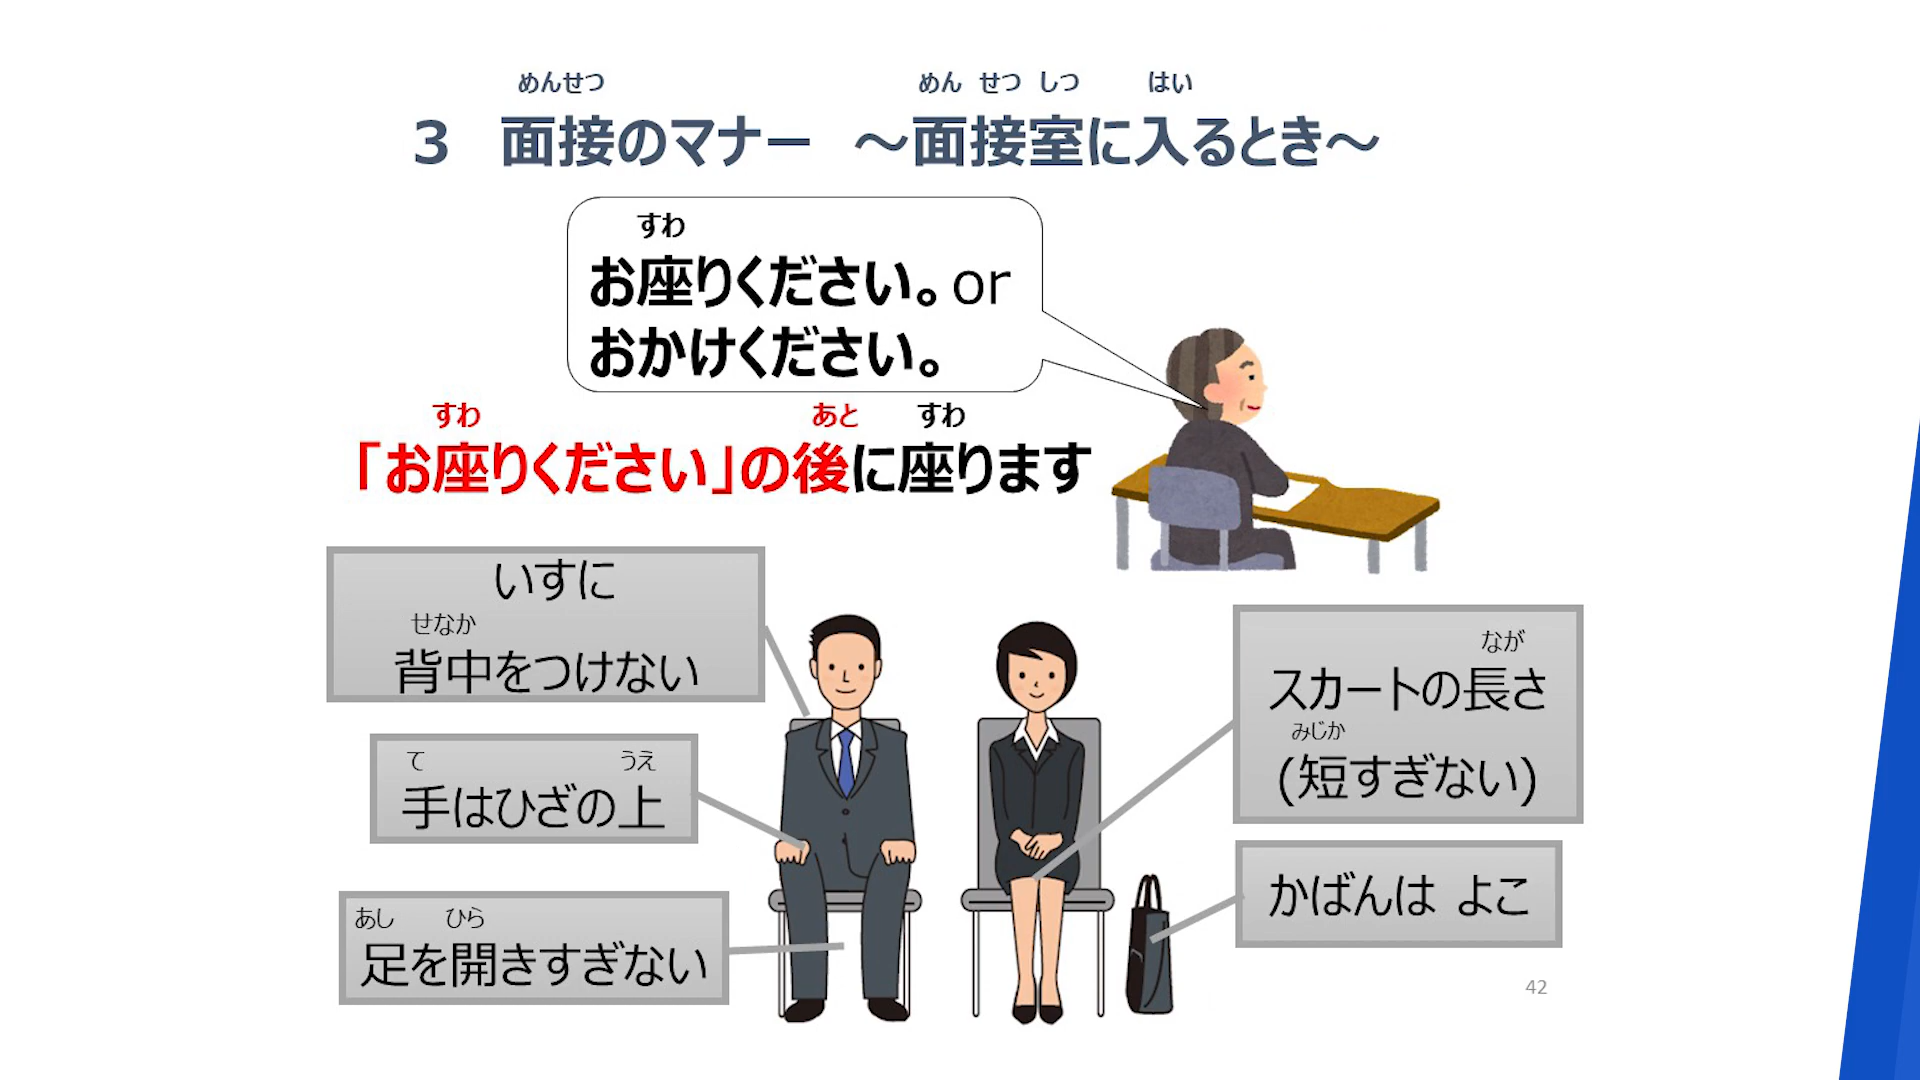 めんせつ めん せつ しつ はい
3 面接のマナー ～面接室に入るとき～
すわ
お座りください。or
おかけください。
すわ あと すわ
「お座りください」の後に座ります
いすに
せなか
背中をつけない
て うえ
手はひざの上
あし ひら
足を開きすぎない
なが
スカートの長さ
みじか
(短すぎない)
かばんは よこ
42